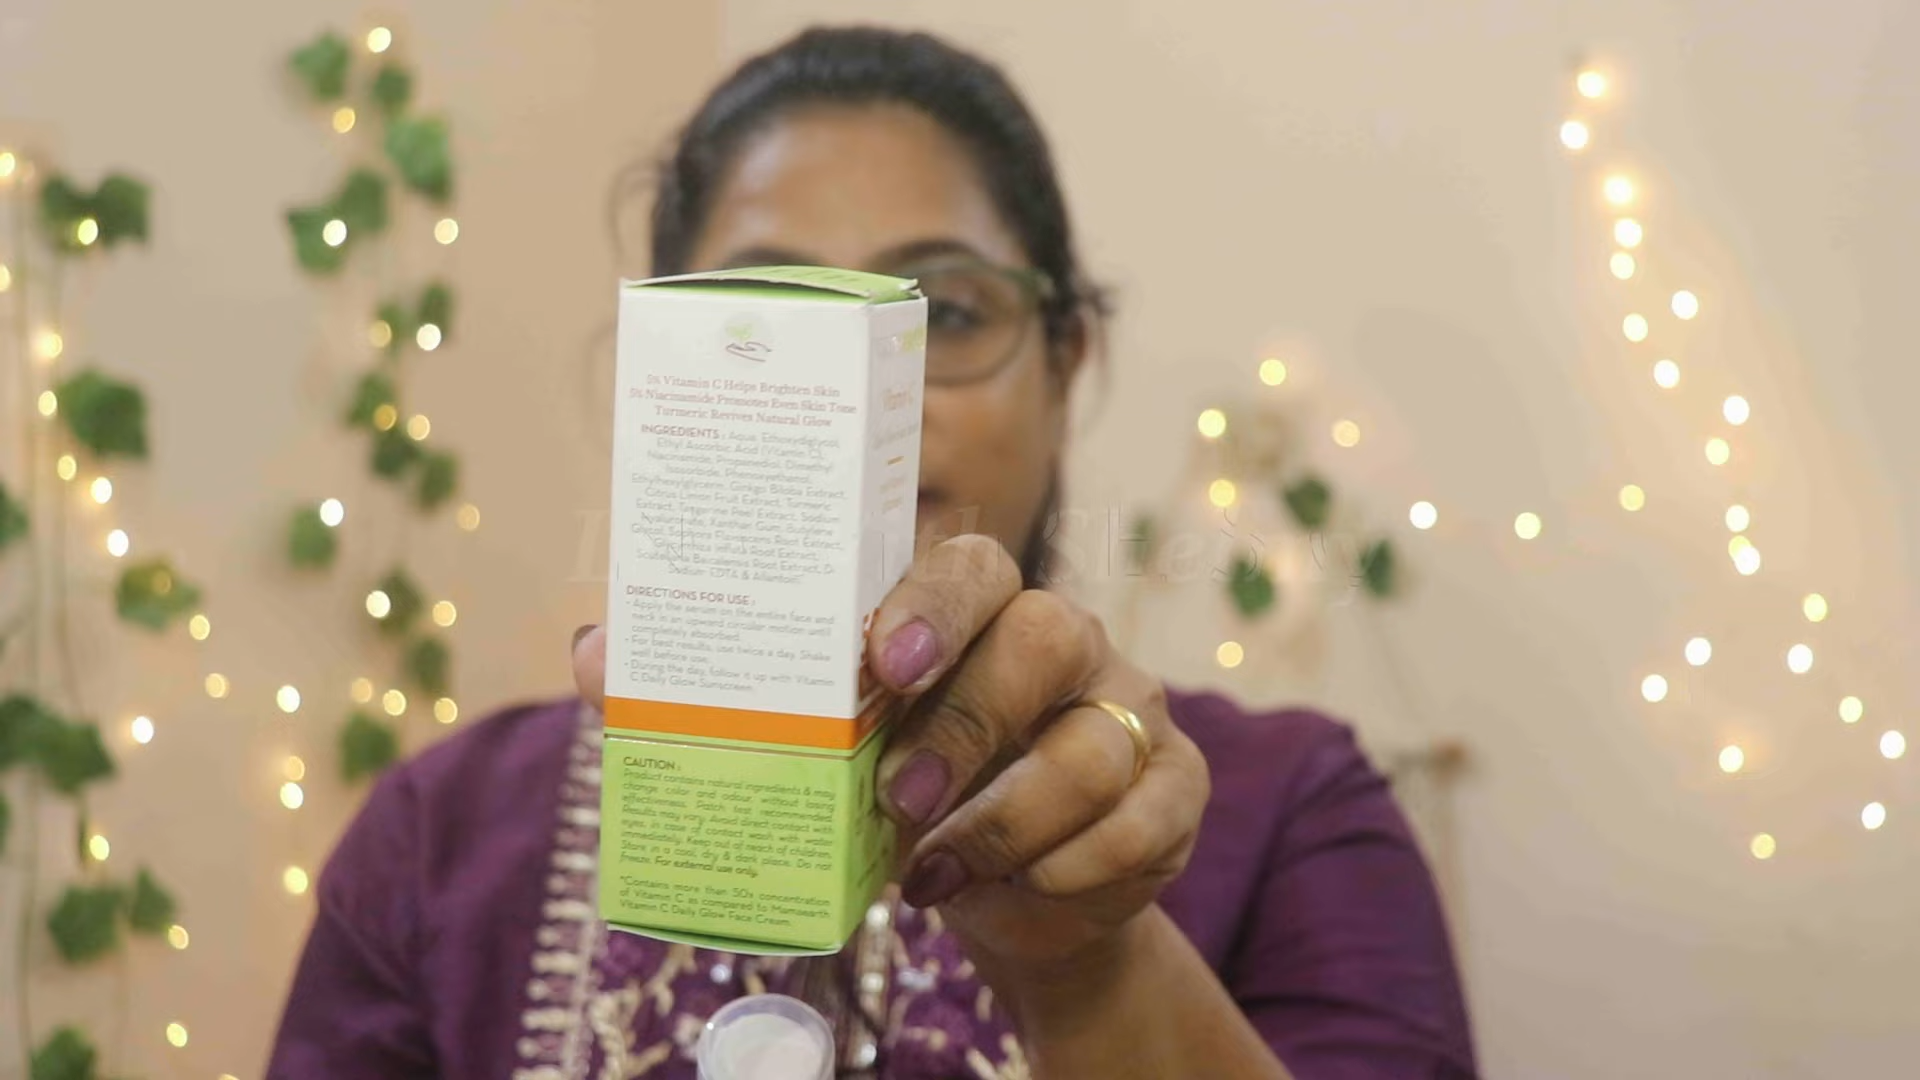 5% Vitamin C Helps Brighten Skin
5% Niacinamide Promotes Even Skin Tone
Turmeric Revives Natural Glow
INGREDIENTS : Aqua, Ethoxydiglycol,
Ethyl Ascorbic Acid (Vitamin C),
Niacinamide, Propanediol, Dimethyl
Isosorbide, Phenoxyethanol,
Ethylhexylglycerin, Ginkgo Biloba Extract,
Citrus Limon Fruit Extract, Turmeric
Extract, Tangerine Peel Extract, Sodium
Hyaluronate, Xanthan Gum, Butylene
Glycol, Sophora Flavescens Root Extract,
Glycyrrhiza Inflata Root Extract,
Scutellaria Baicalensis Root Extract, D-
Sodium EDTA & Allantoin
DIRECTIONS FOR USE :
• Apply the serum on the entire face and
neck in an upward circular motion until
completely absorbed.
• For best results, use twice a day. Shake
well before use.
• During the day, follow it up with Vitamin
C Daily Glow Sunscreen.
CAUTION :
Product contains natural ingredients & may
change color and odour, without losing
effectiveness. Patch test recommended.
Results may vary. Avoid direct contact with
eyes, in case of contact wash with water
immediately. Keep out of reach of children.
Store in a cool, dry & dark place. Do not
freeze. For external use only.
*Contains more than 50x concentration
of Vitamin C as compared to Mamaearth
Vitamin C Daily Glow Face Cream.
Vitamin C